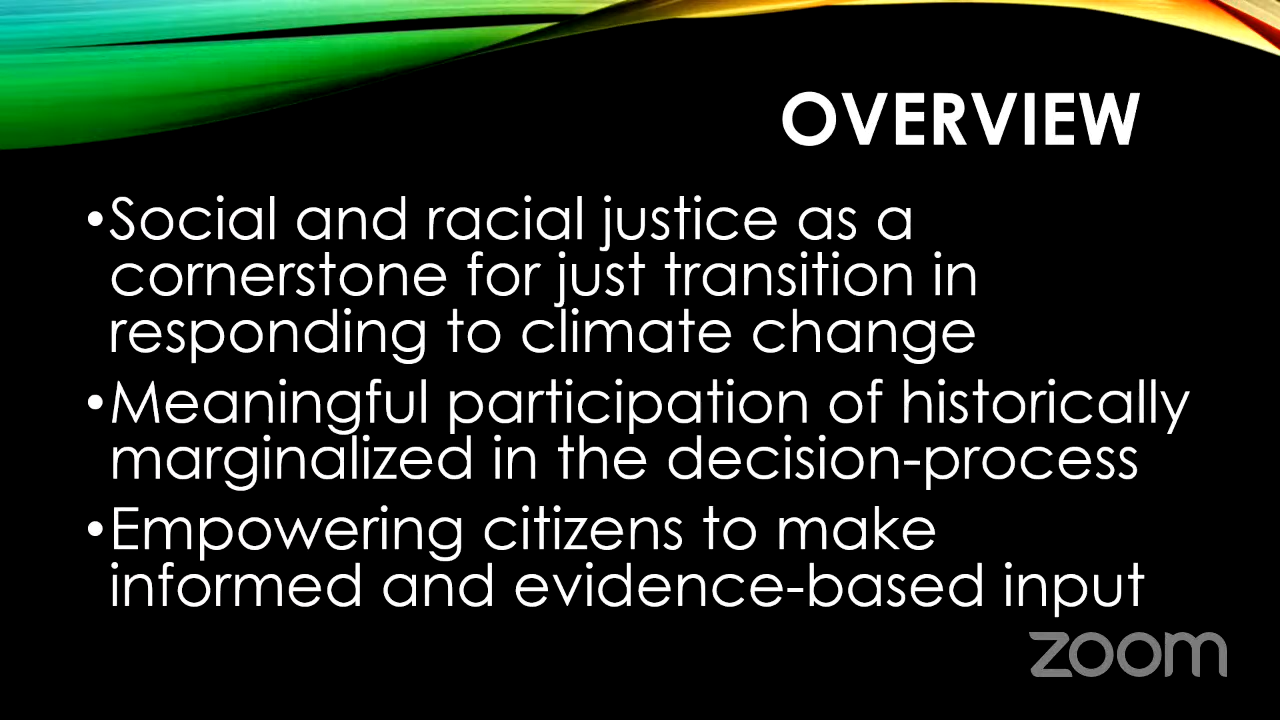 OVERVIEW
•Social and racial justice as a
cornerstone for just transition in
responding to climate change
•Meaningful participation of historically
marginalized in the decision-process
•Empowering citizens to make
informed and evidence-based input
zoom